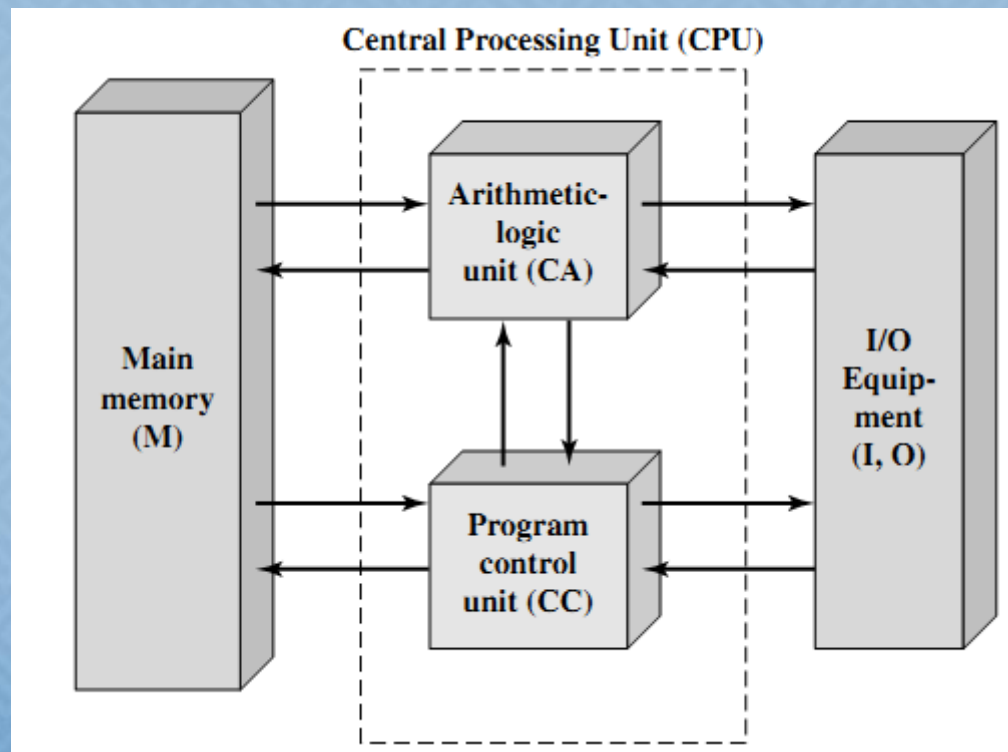 Central Processing Unit (CPU)
Main
memory
(M)
Arithmetic-
logic
unit (CA)
Program
control
unit (CC)
I/O
Equip-
ment
(I, O)